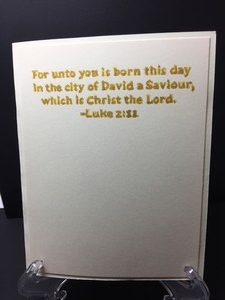 For unto you is born this day
in the city of David a Saviour,
which is Christ the Lord.
-Luke 2:11